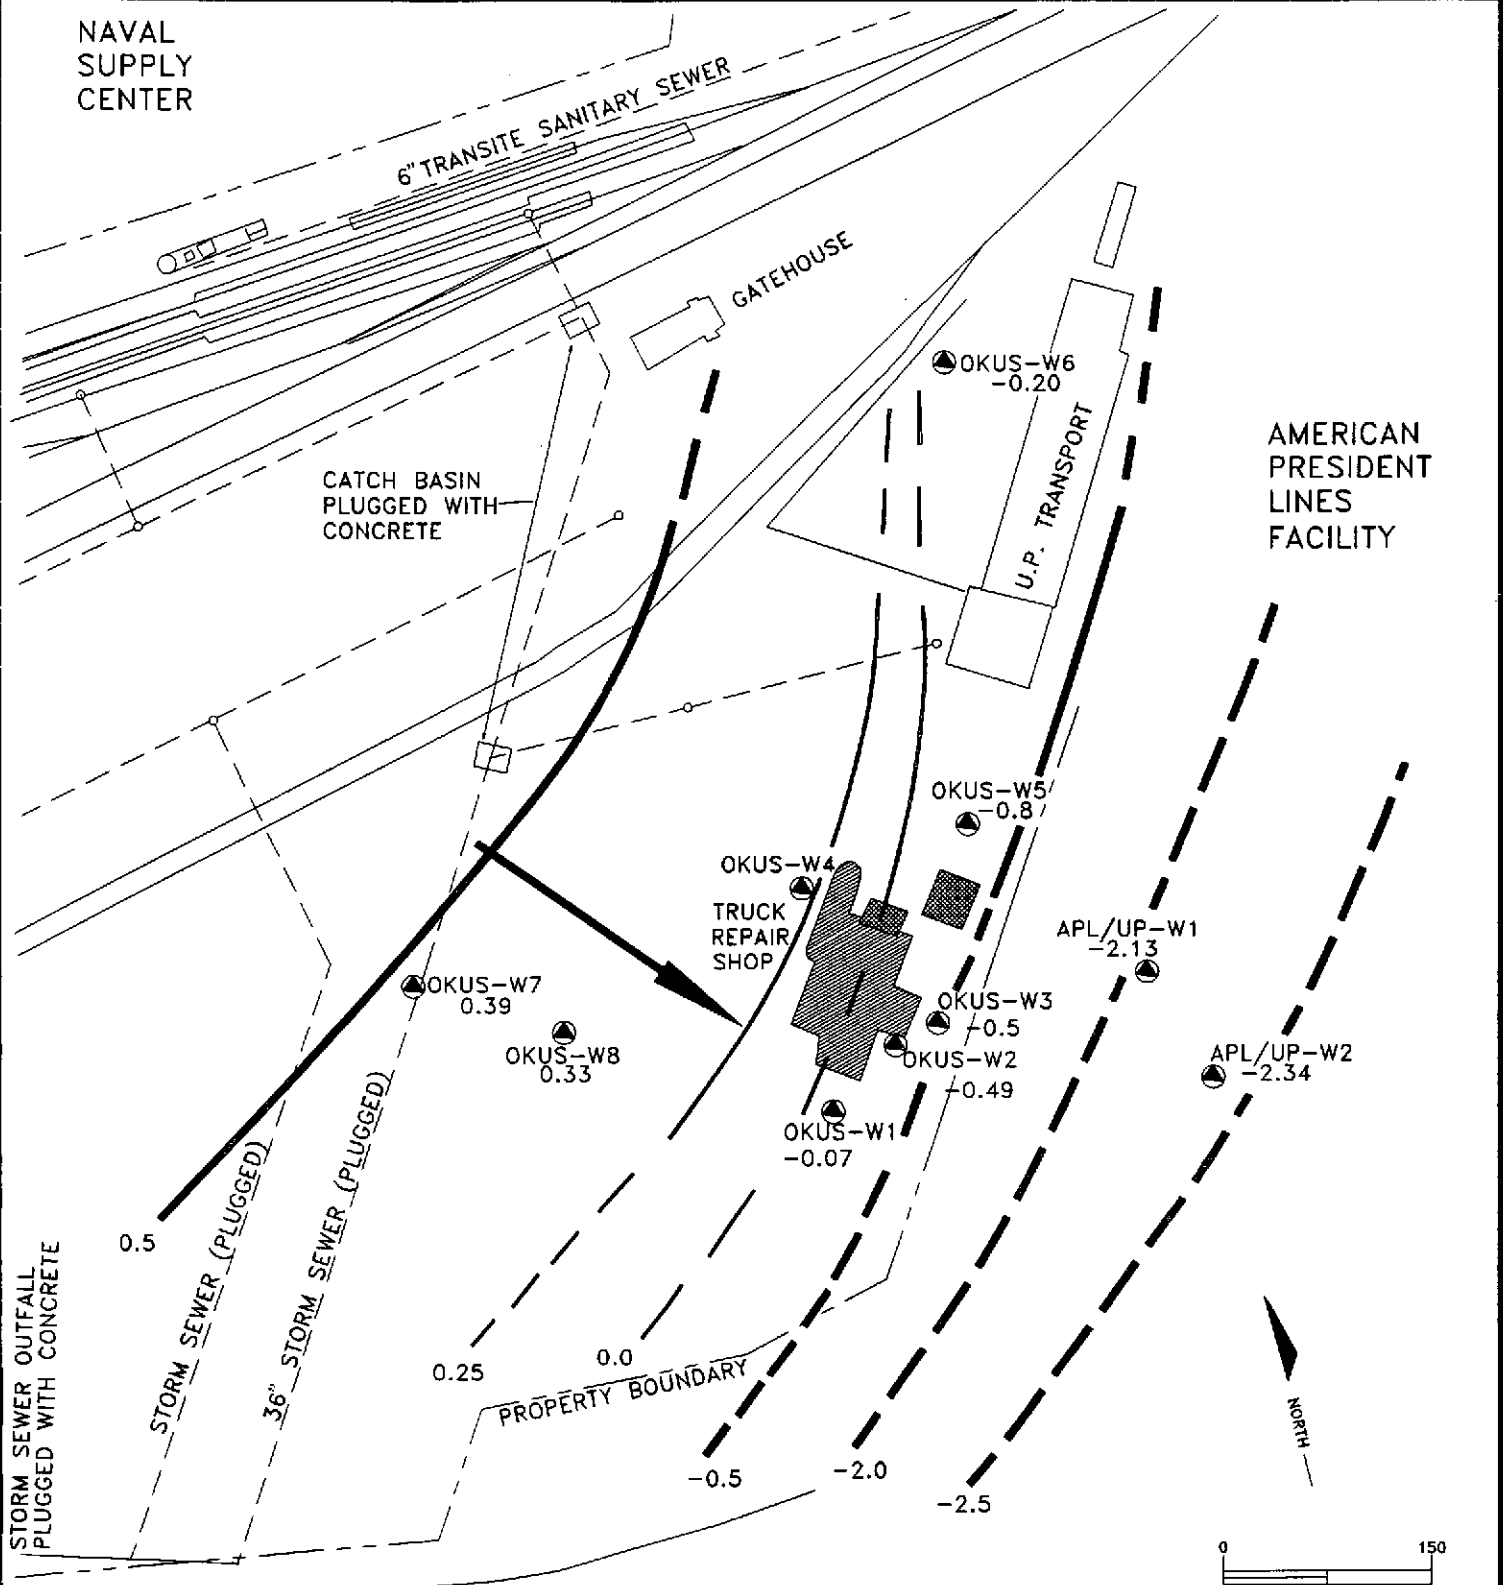 NAVAL
SUPPLY
CENTER
6" TRANSITE SANITARY SEWER
GATEHOUSE
OKUS-W6
-0.20
AMERICAN
PRESIDENT
LINES
FACILITY
U.P. TRANSPORT
CATCH BASIN
PLUGGED WITH
CONCRETE
OKUS-W5
-0.8
OKUS-W4
TRUCK
REPAIR
SHOP
APL/UP-W1
-2.13
OKUS-W7
0.39
OKUS-W3
-0.5
OKUS-W8
0.33
OKUS-W2
-0.49
APL/UP-W2
-2.34
OKUS-W1
-0.07
STORM SEWER (PLUGGED)
36" STORM SEWER (PLUGGED)
0.5
STORM SEWER OUTFALL
PLUGGED WITH CONCRETE
0.25
0.0
PROPERTY BOUNDARY
-0.5
-2.0
-2.5
NORTH
0 150